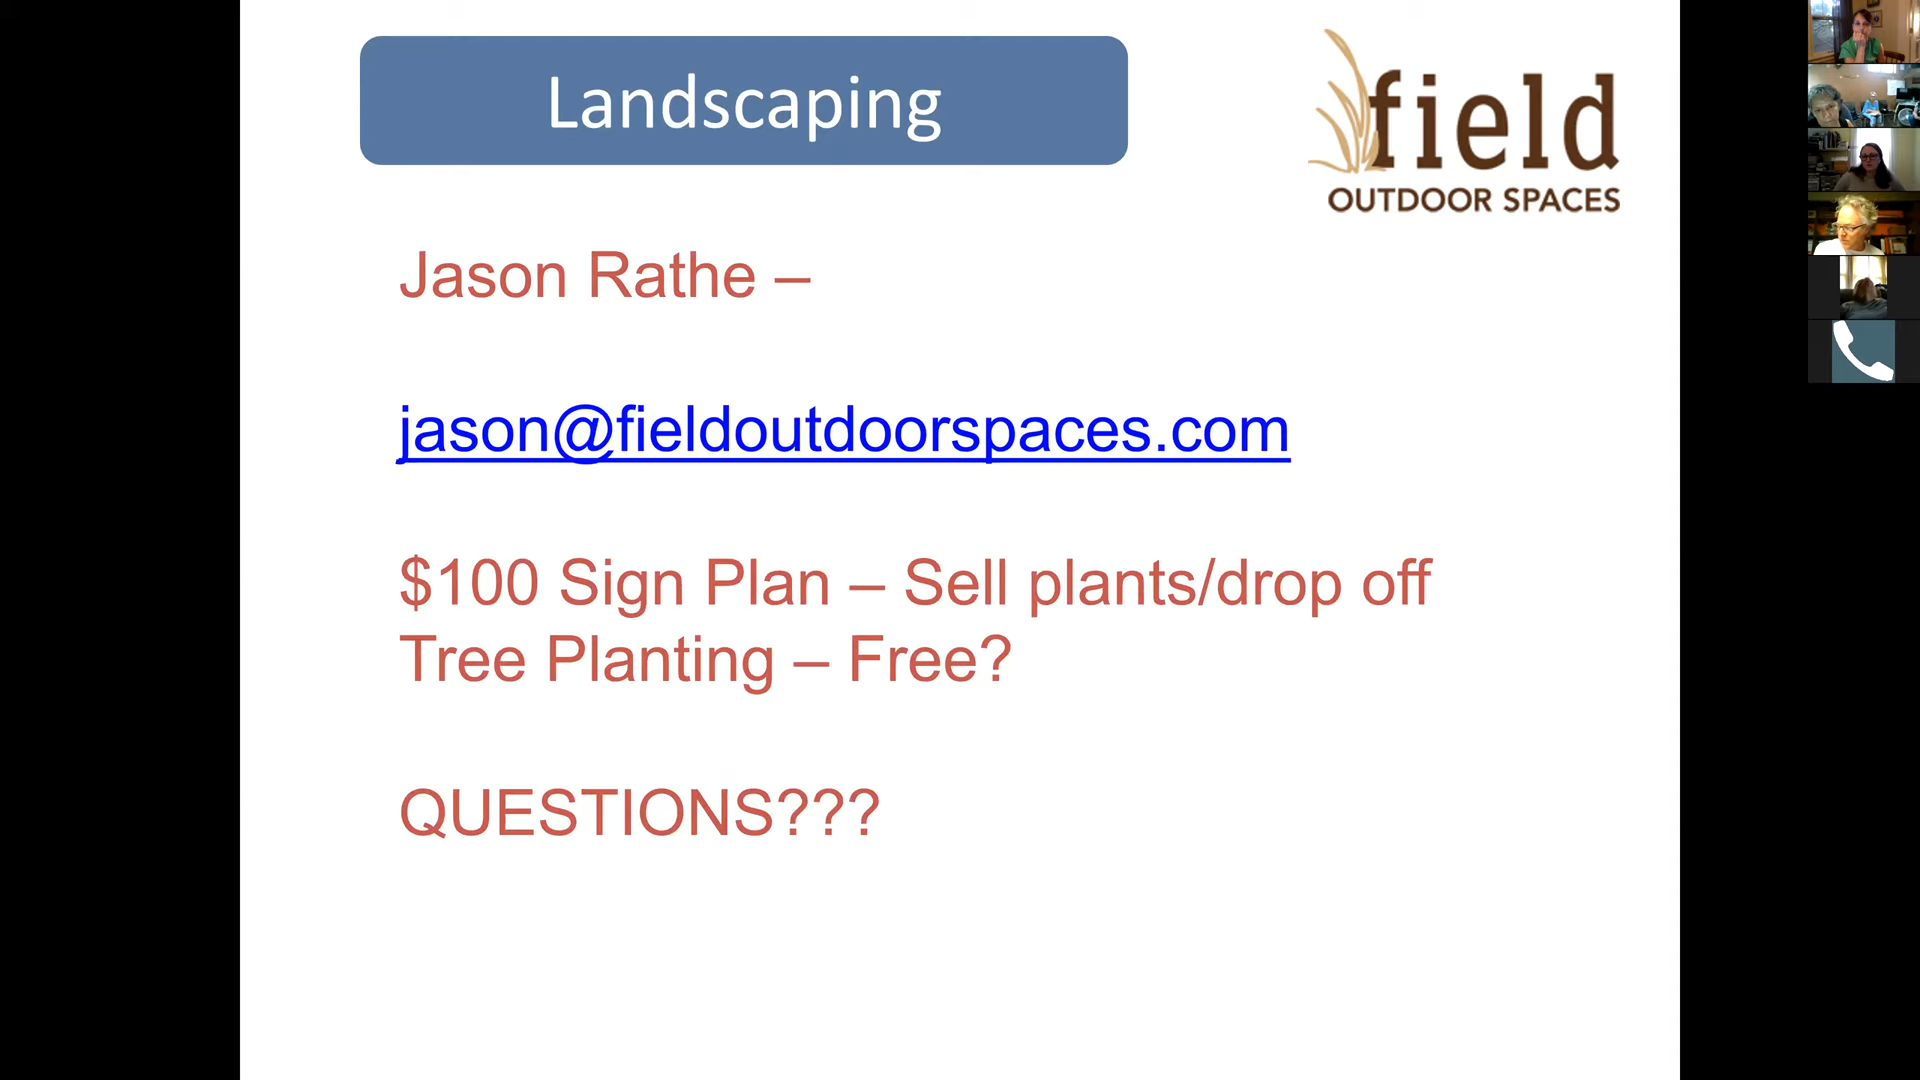 Landscaping
field
OUTDOOR SPACES
Jason Rathe –
jason@fieldoutdoorspaces.com
$100 Sign Plan – Sell plants/drop off
Tree Planting – Free?
QUESTIONS???